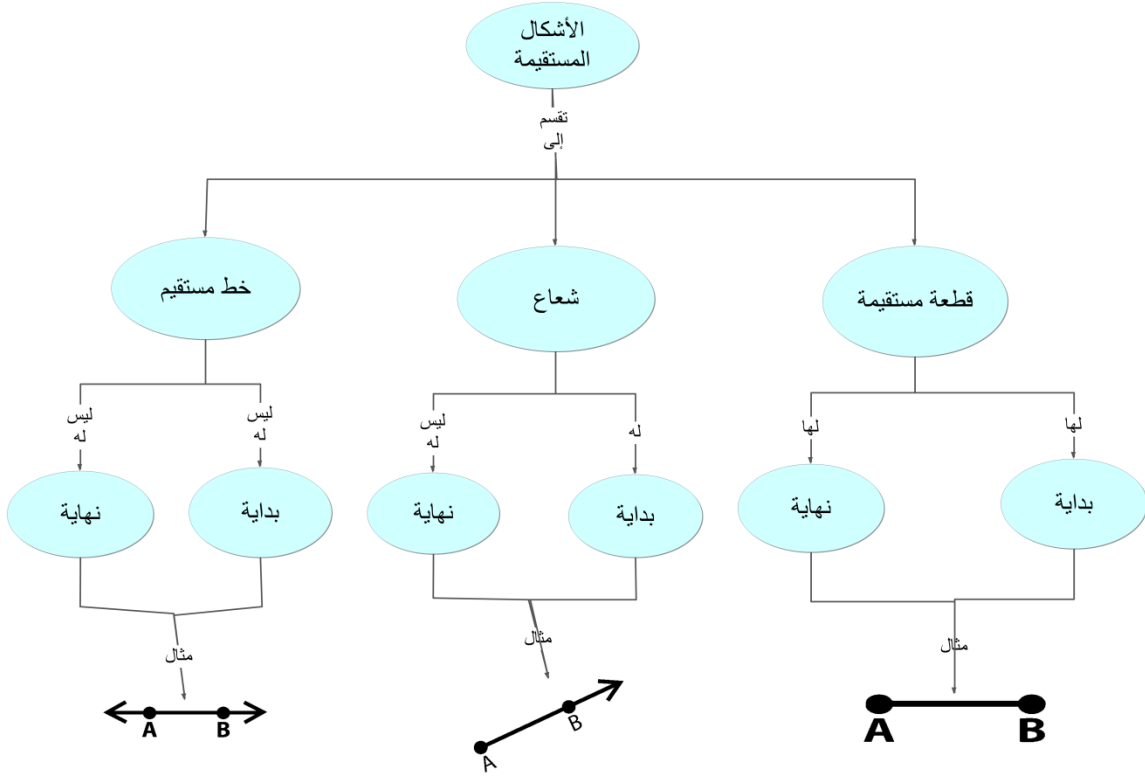 الأشكال
المستقيمة
تقسم
إلى
قطعة مستقيمة
شعاع
خط مستقيم
لها
لها
له
ليس
له
ليس
له
ليس
له
بداية
نهاية
بداية
نهاية
بداية
نهاية
مثال
مثال
مثال
A B
A B
A B